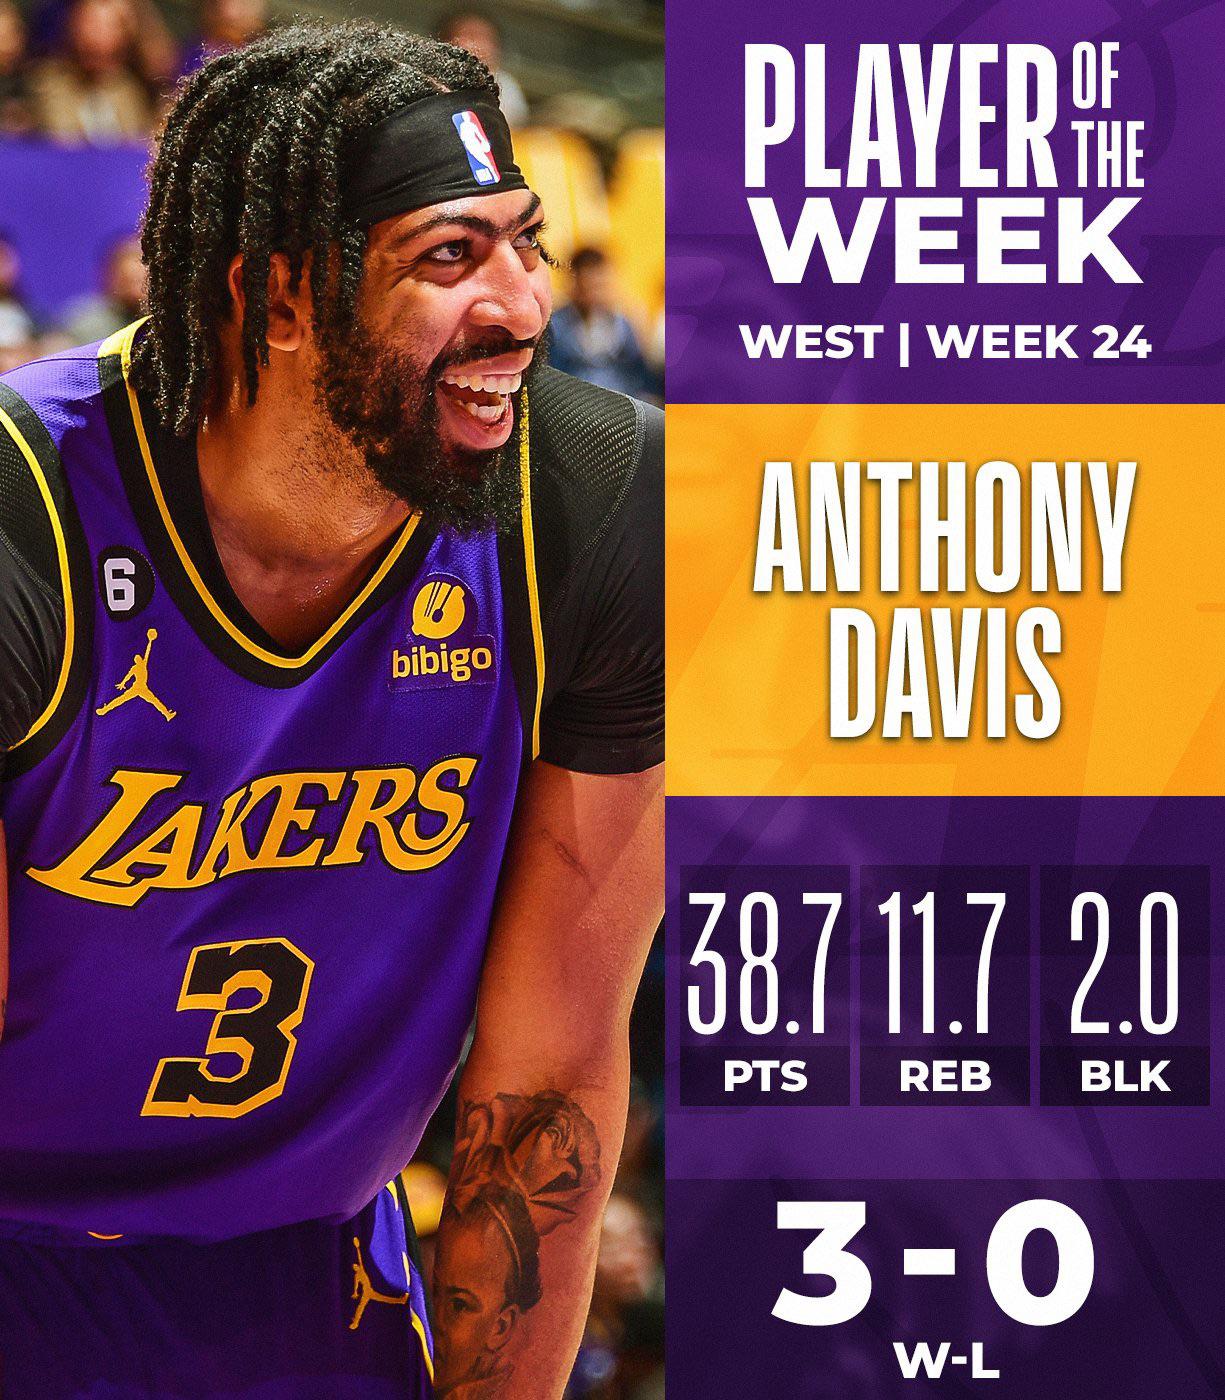 PLAYER OF THE
WEEK
WEST | WEEK 24
ANTHONY
DAVIS
38.7 11.7 2.0
PTS REB BLK
3-0
W-L
6
bibigo
LAKERS
3